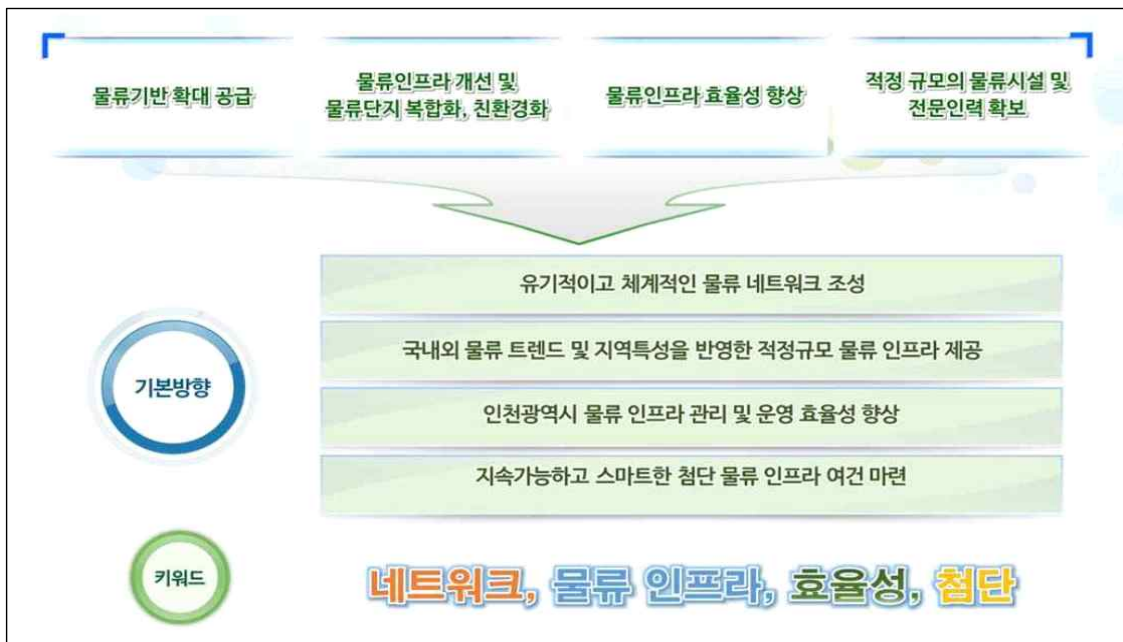 물류기반 확대 공급
물류인프라 개선 및
물류단지 복합화, 친환경화
물류인프라 효율성 향상
적정 규모의 물류시설 및
전문인력 확보
유기적이고 체계적인 물류 네트워크 조성
국내외 물류 트렌드 및 지역특성을 반영한 적정규모 물류 인프라 제공
기본방향
인천광역시 물류 인프라 관리 및 운영 효율성 향상
지속가능하고 스마트한 첨단 물류 인프라 여건 마련
키워드
네트워크, 물류 인프라, 효율성, 첨단